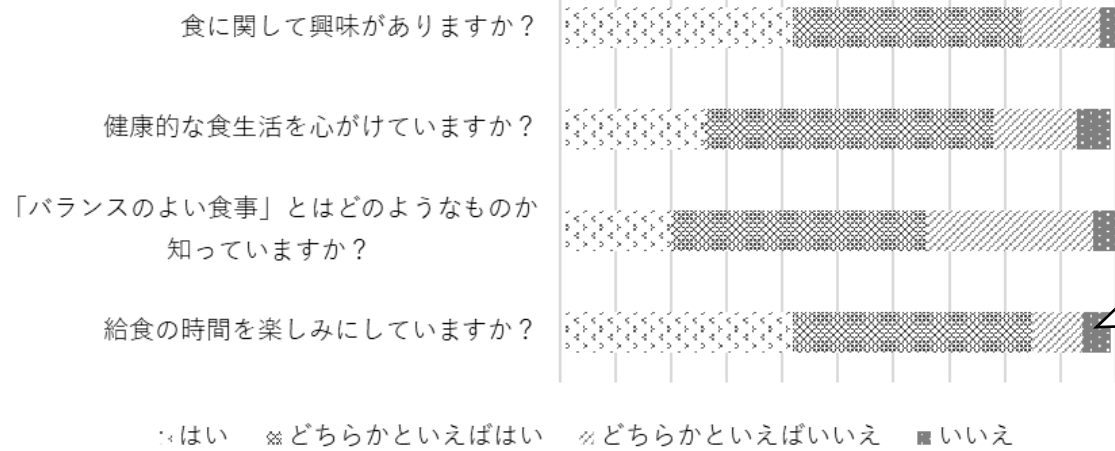 食に関して興味がありますか？
健康的な食生活を心がけていますか？
「バランスのよい食事」とはどのようなものか
知っていますか？
給食の時間を楽しみにしていますか？
はい どちらかといえばはい どちらかといえばいいえ いいえ